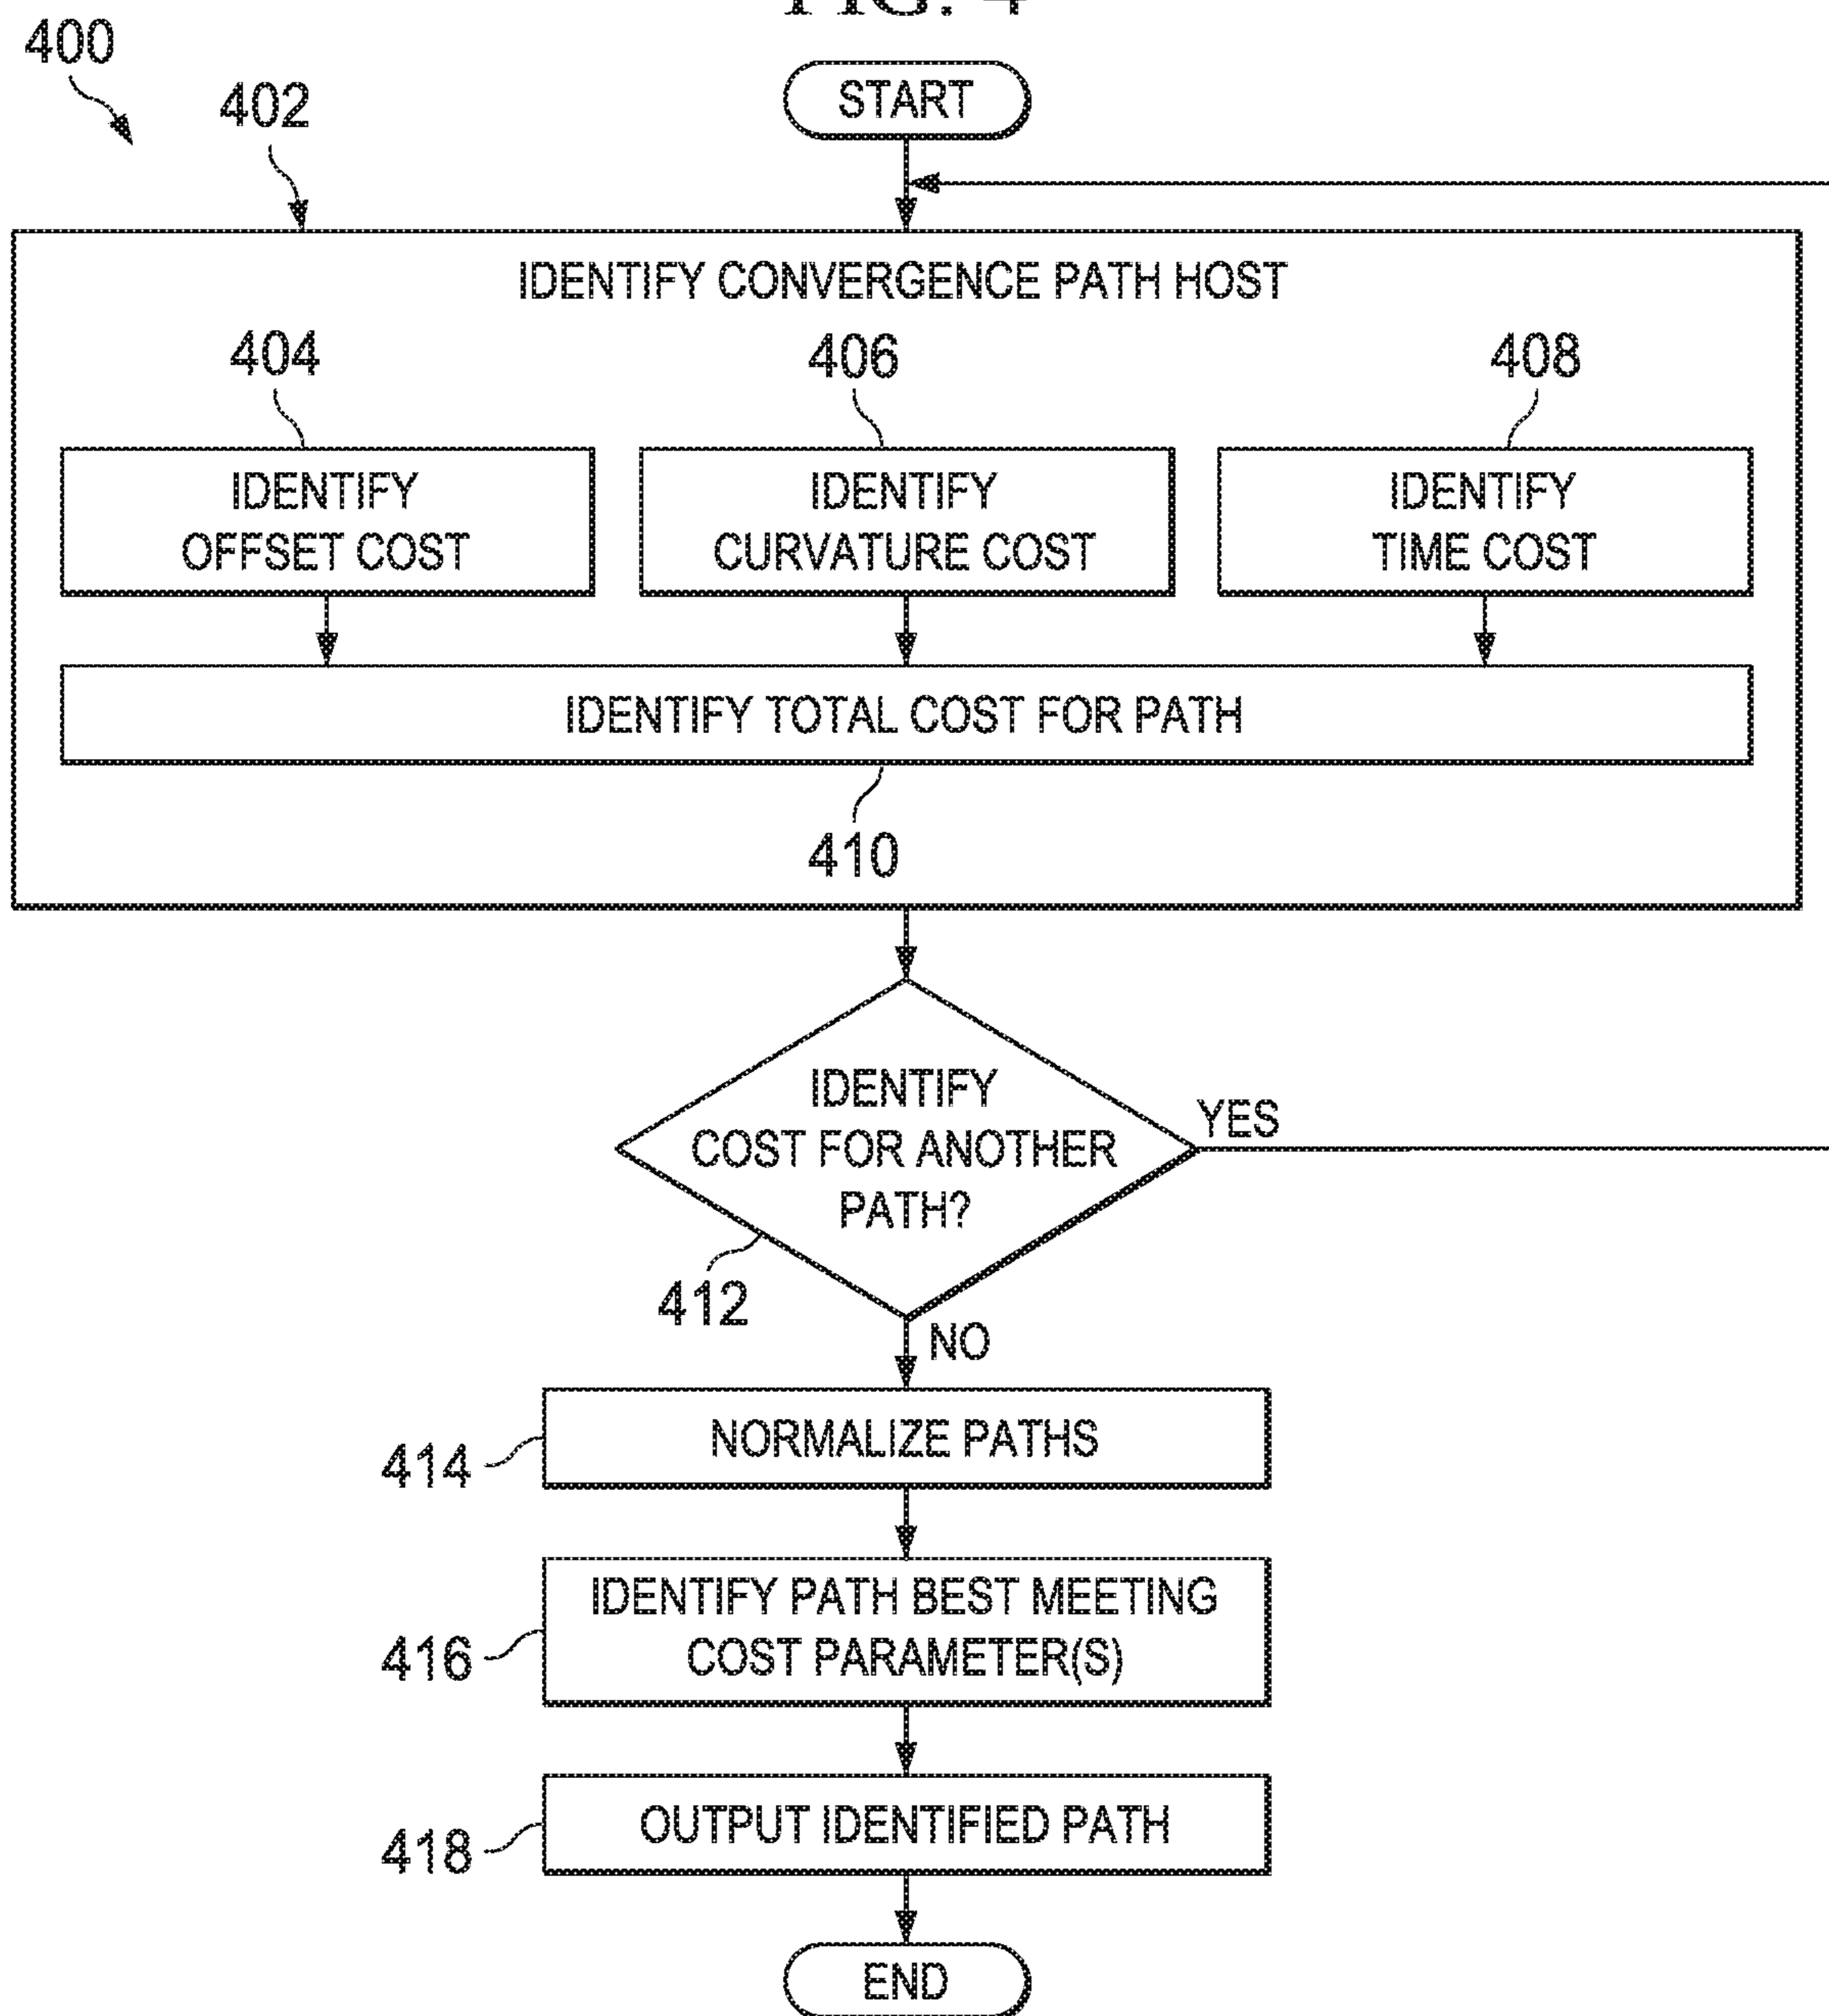 FIG. 4
400
402
START
IDENTIFY CONVERGENCE PATH HOST
404
406
408
IDENTIFY
OFFSET COST
IDENTIFY
CURVATURE COST
IDENTIFY
TIME COST
IDENTIFY TOTAL COST FOR PATH
410
IDENTIFY
COST FOR ANOTHER
PATH?
YES
412
NO
NORMALIZE PATHS
414
IDENTIFY PATH BEST MEETING
COST PARAMETER(S)
416
OUTPUT IDENTIFIED PATH
418
END